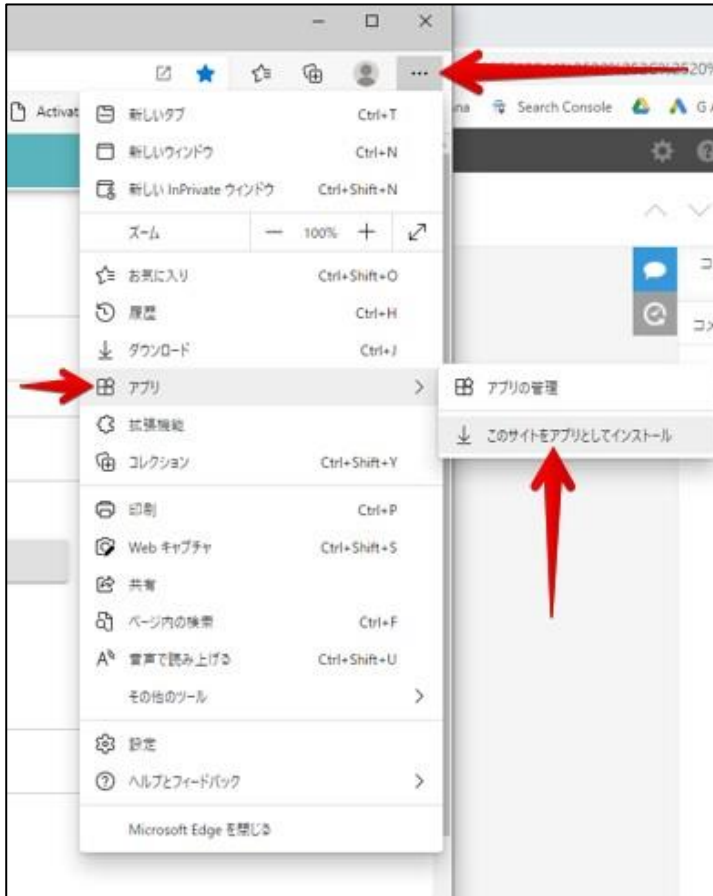 Activat
新しいタブ Ctrl+T
新しいウィンドウ Ctrl+N
新しい InPrivate ウィンドウ Ctrl+Shift+N
ズーム 100%
お気に入り Ctrl+Shift+O
履歴 Ctrl+H
ダウンロード Ctrl+J
アプリ
拡張機能
コレクション Ctrl+Shift+Y
印刷 Ctrl+P
Web キャプチャ Ctrl+Shift+S
共有
ページ内の検索 Ctrl+F
音声で読み上げる Ctrl+Shift+U
その他のツール
設定
ヘルプとフィードバック
Microsoft Edge を閉じる
アプリの管理
このサイトをアプリとしてインストール
Search Console
G A
コ
コメ